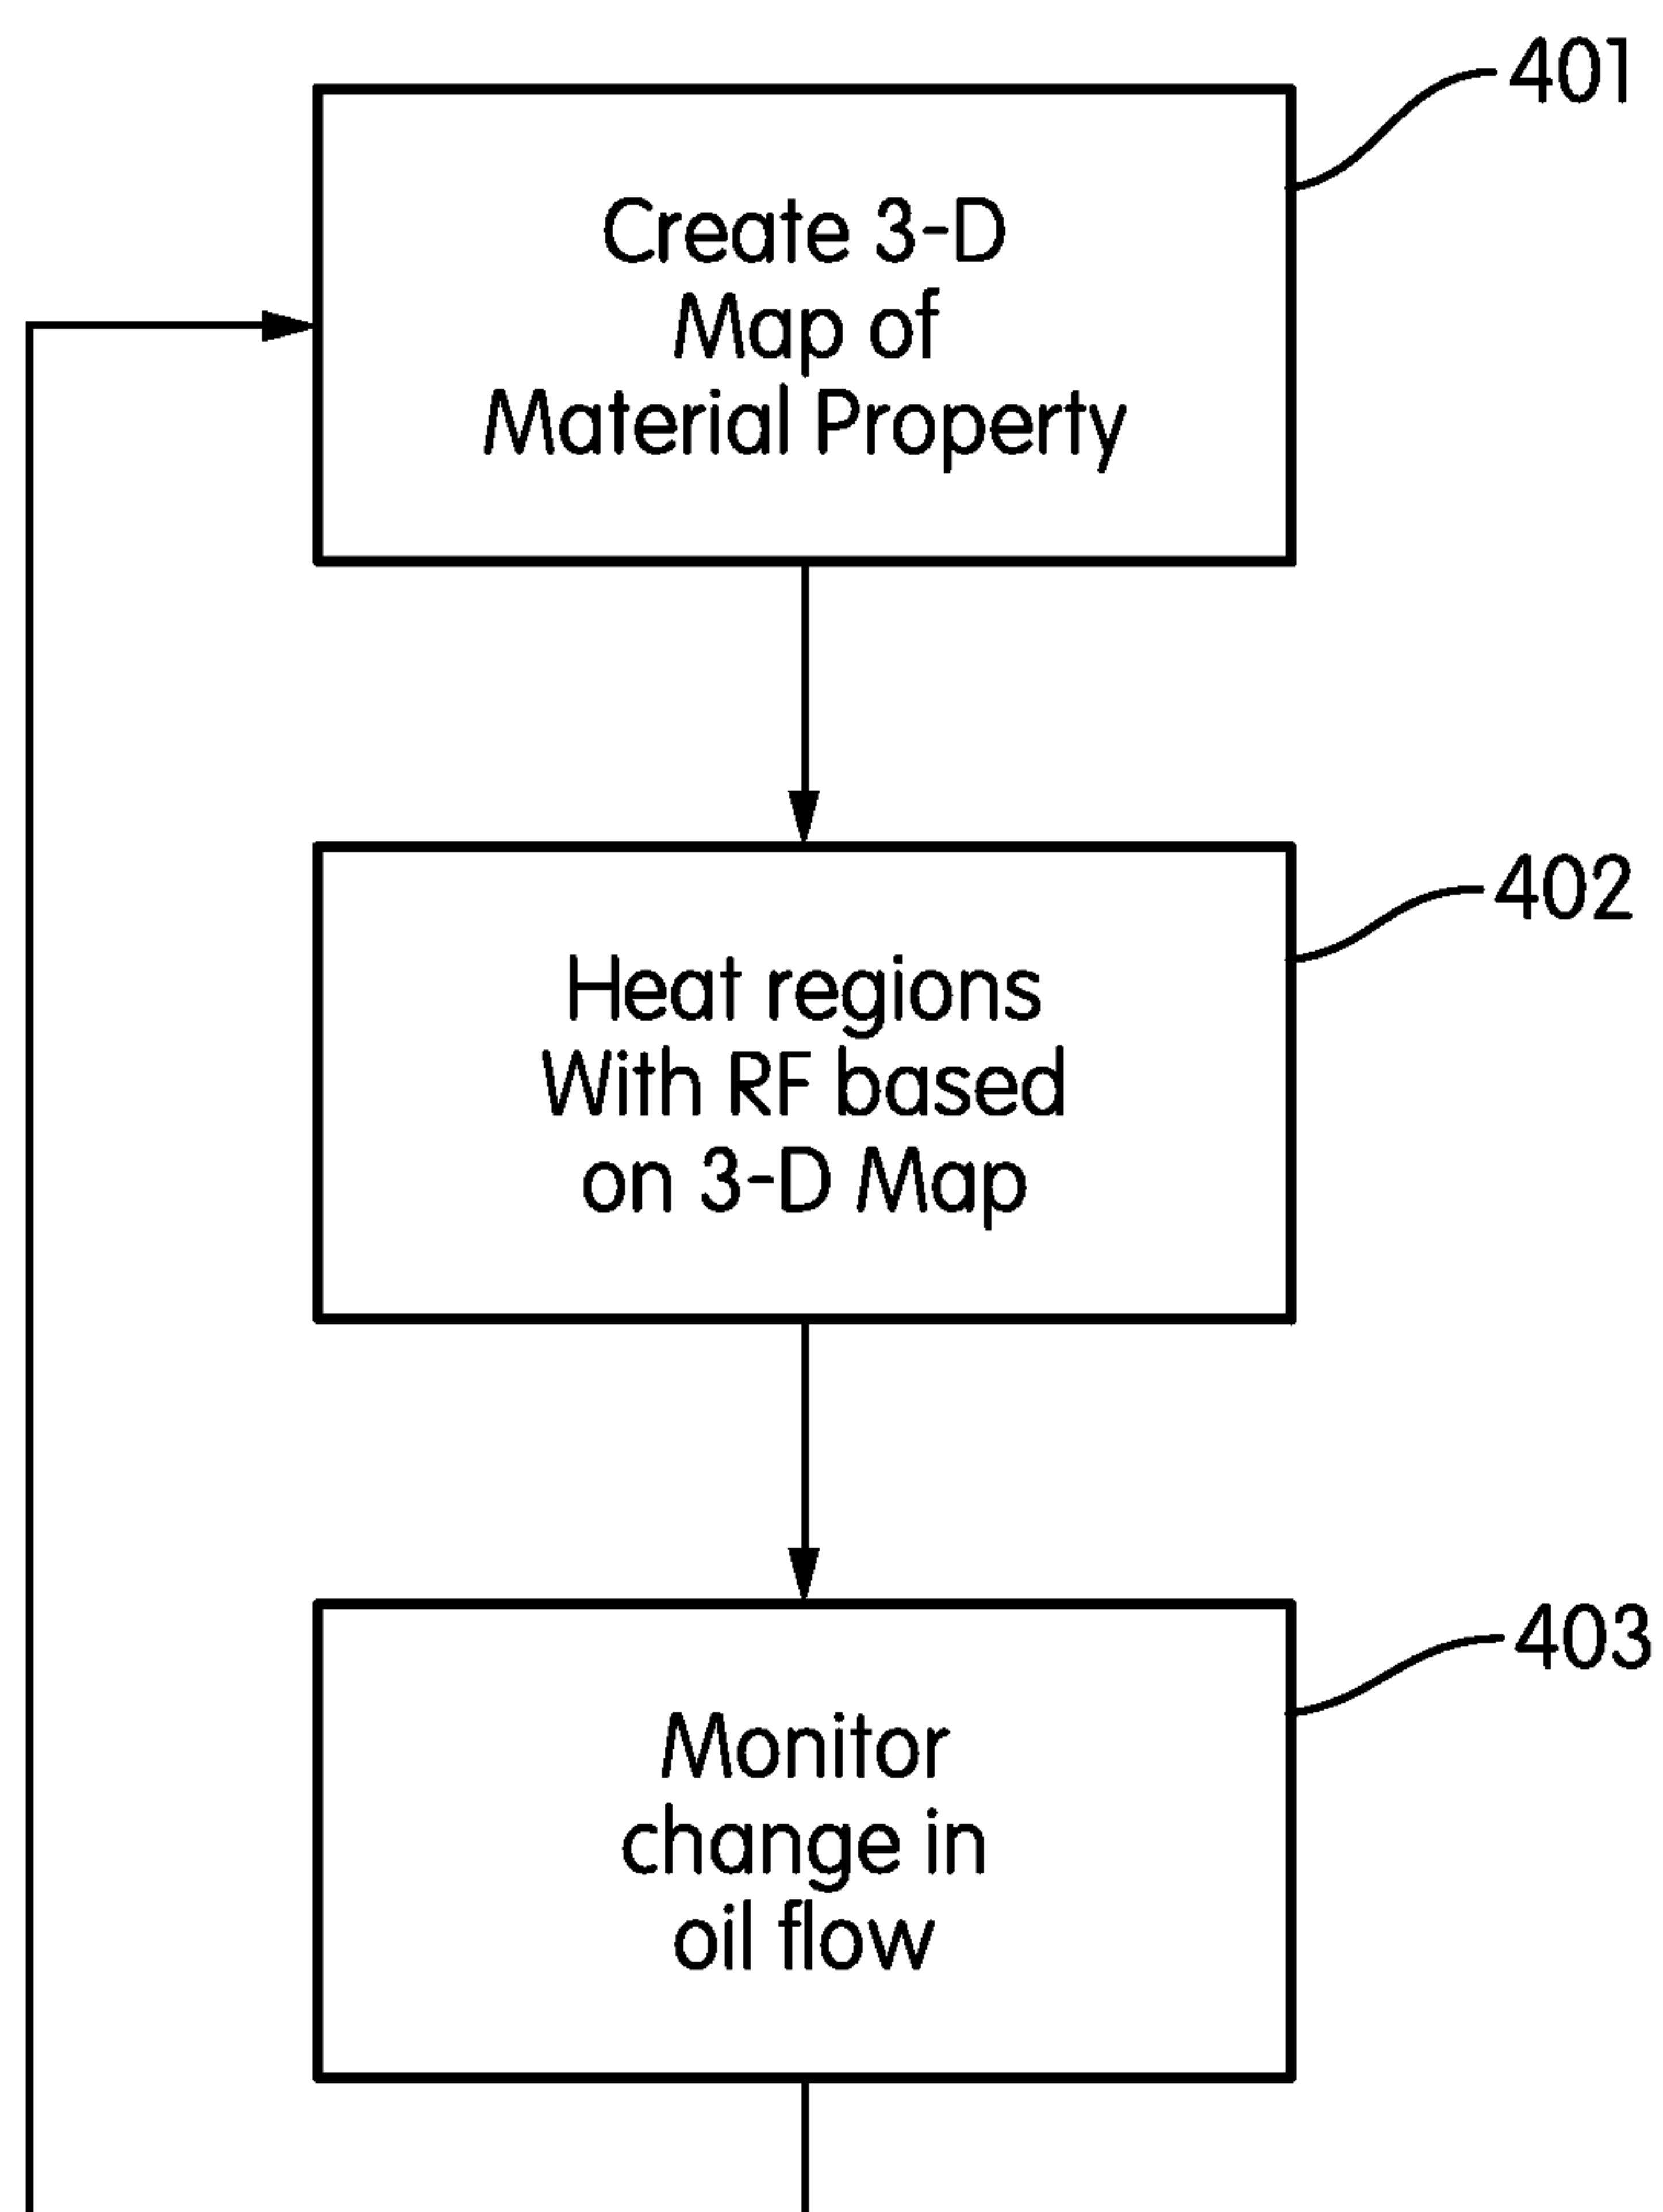 401
Create 3-D
Map of
Material Property
402
Heat regions
With RF based
on 3-D Map
403
Monitor
change in
oil flow